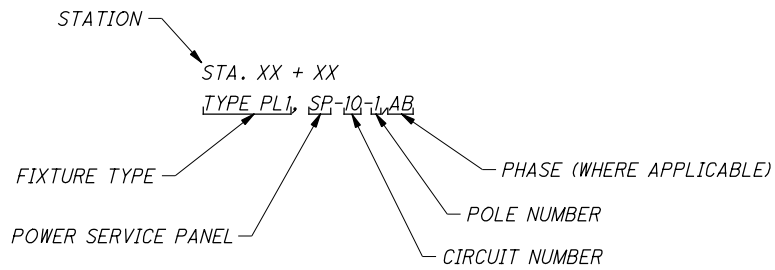 STATION
STA. XX + XX
TYPE PL1, SP-10-1,AB
FIXTURE TYPE
PHASE (WHERE APPLICABLE)
POLE NUMBER
POWER SERVICE PANEL
CIRCUIT NUMBER